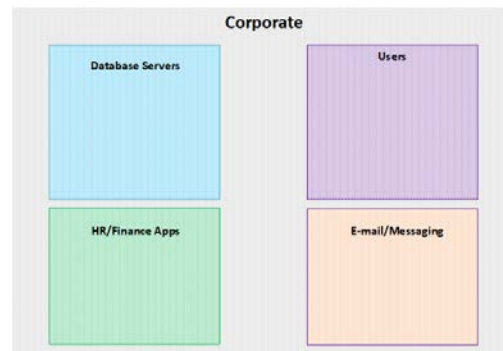 Corporate
Database Servers
Users
HR/Finance Apps
E-mail/Messaging